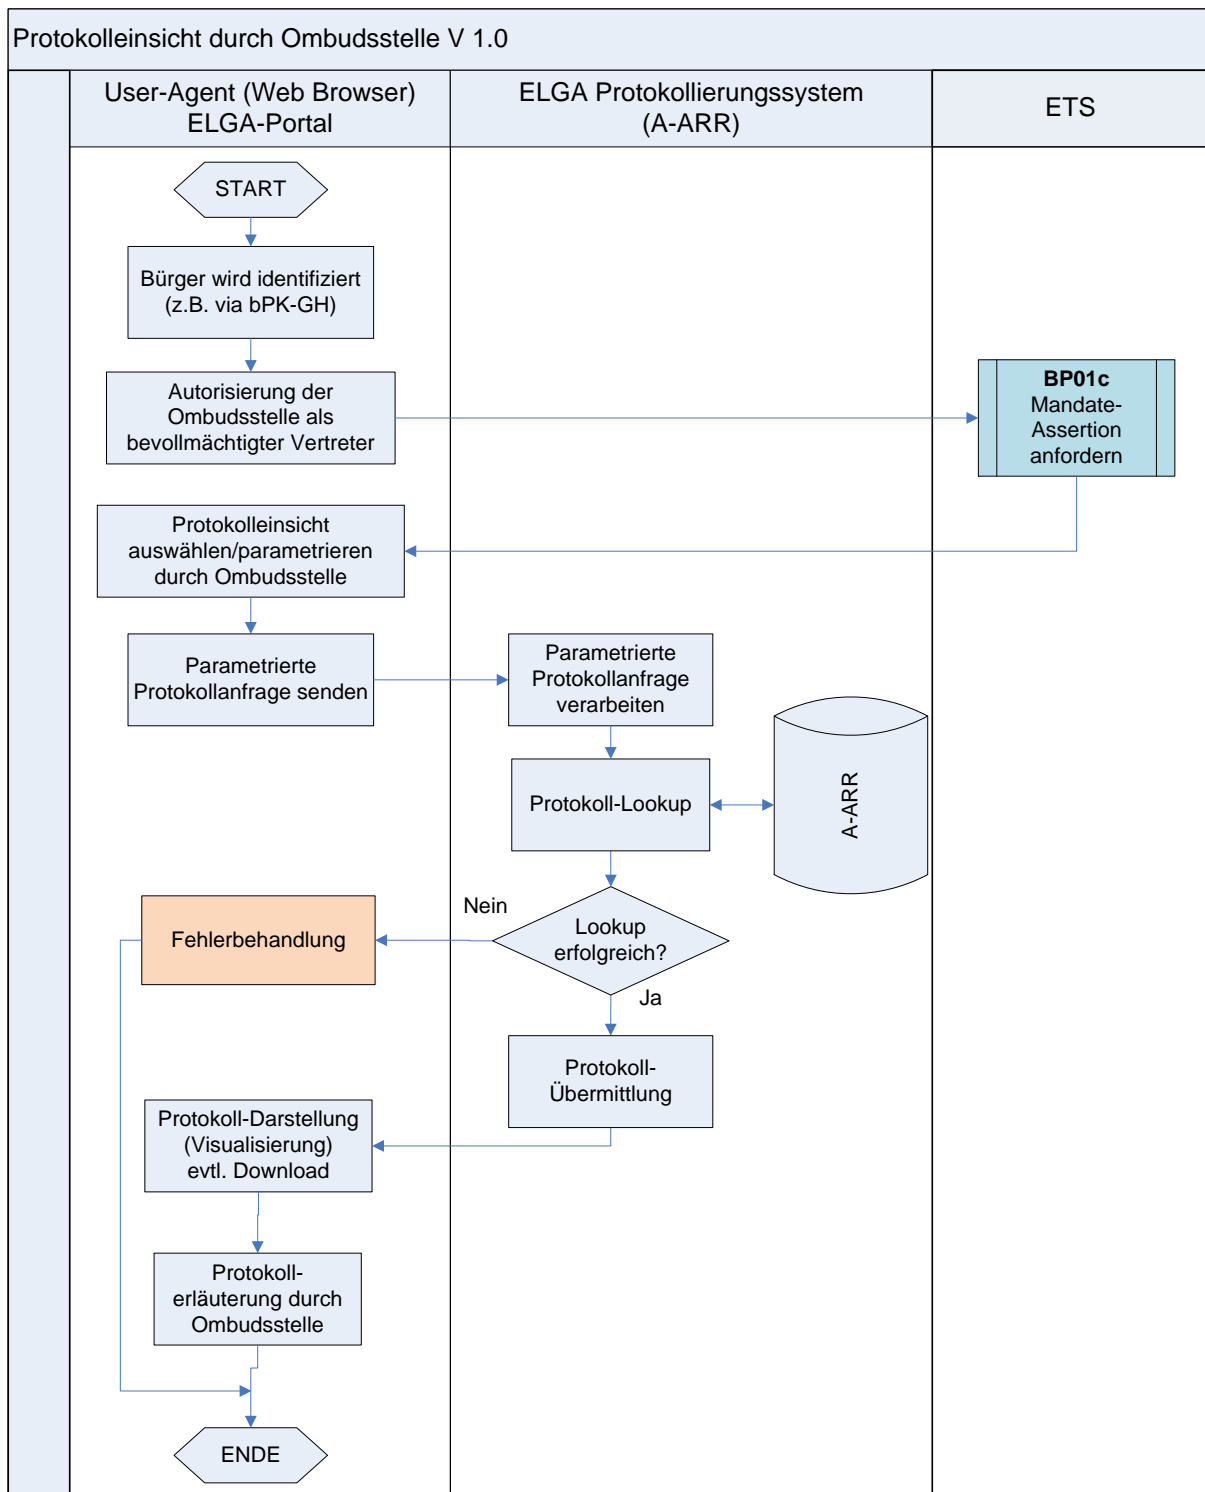 Protokolleinsicht durch Ombudsstelle V 1.0
User-Agent (Web Browser)
ELGA-Portal
ELGA Protokollierungssystem
(A-ARR)
ETS
START
Bürger wird identifiziert
(z.B. via bPK-GH)
Autorisierung der
Ombudsstelle als
bevollmächtigter Vertreter
BP01c
Mandate-
Assertion
anfordern
Protokolleinsicht
auswählen/parametrieren
durch Ombudsstelle
Parametrierte
Protokollanfrage senden
Parametrierte
Protokollanfrage
verarbeiten
Protokoll-Lookup
A-ARR
Nein
Lookup
erfolgreich?
Fehlerbehandlung
Ja
Protokoll-
Übermittlung
Protokoll-Darstellung
(Visualisierung)
evtl. Download
Protokoll-
erläuterung durch
Ombudsstelle
ENDE